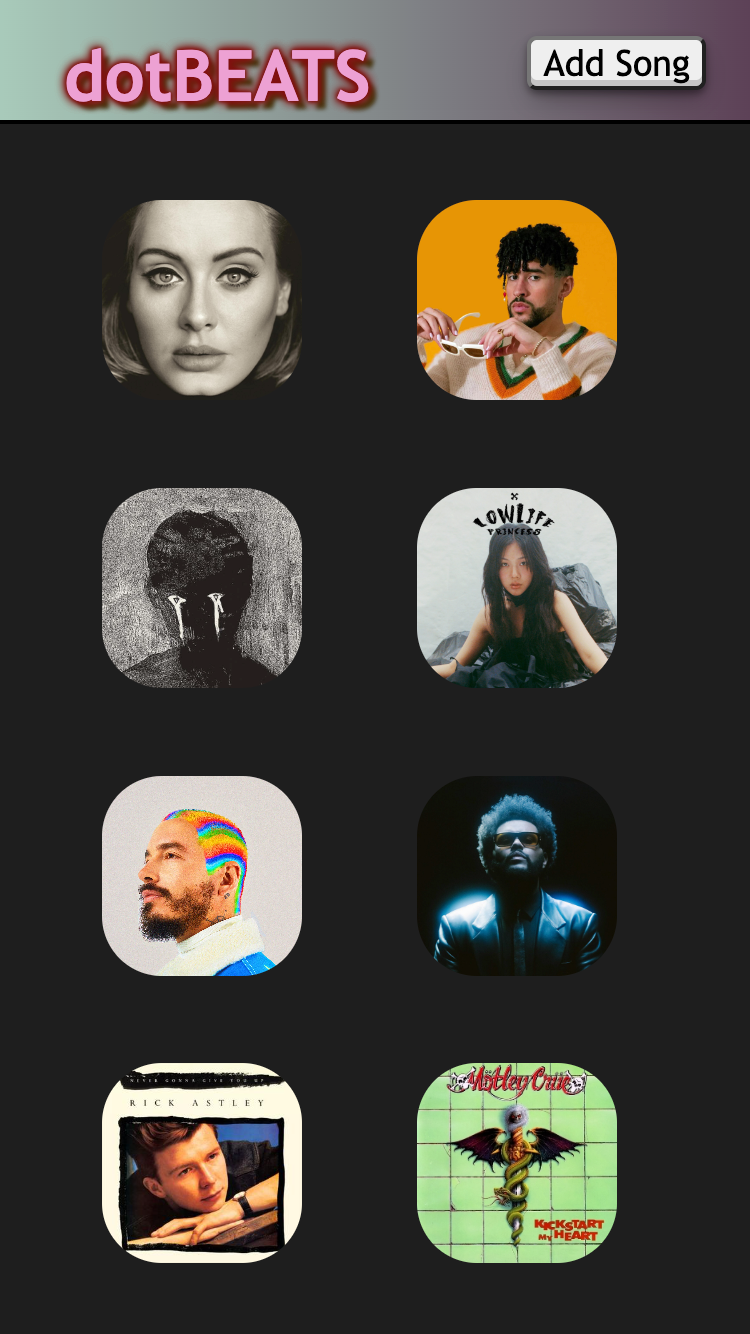 dotBEATS
Add Song
LOWLIFE
PRINCESS
NEVER GONNA GIVE YOU UP
RICK ASTLEY
Mötley Crüe
KICKSTART
MY HEART